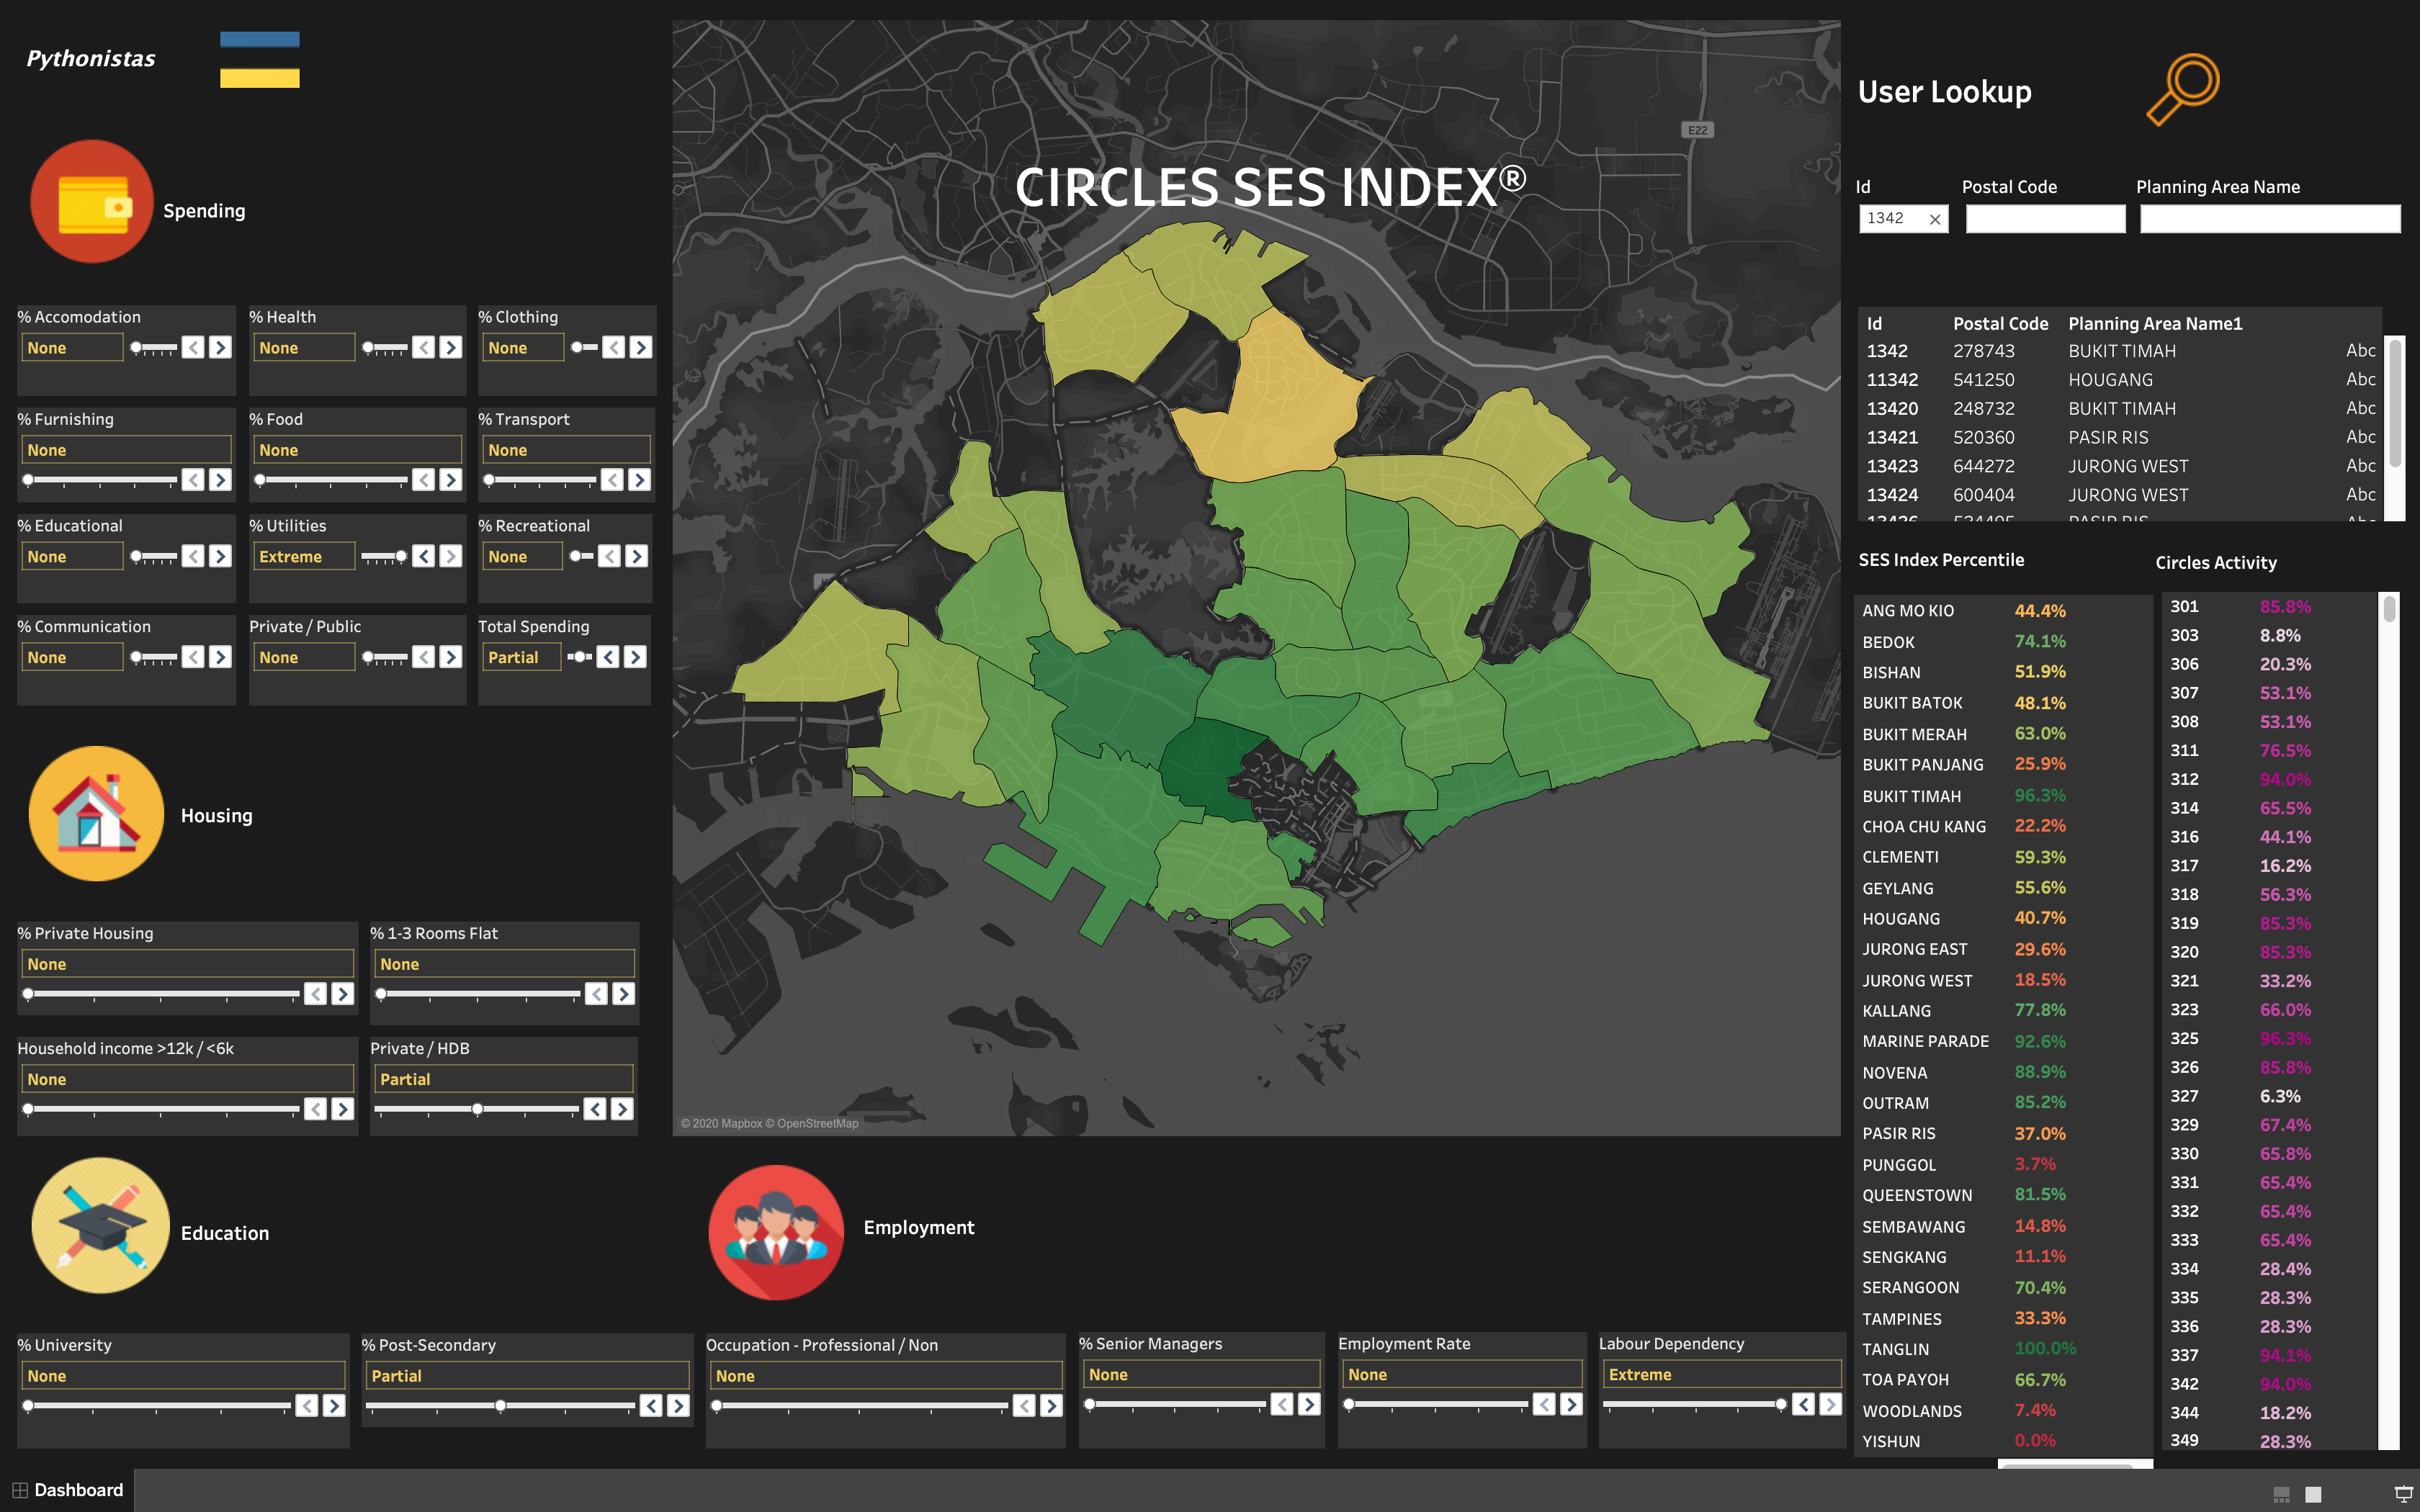 Pythonistas
Spending
% Accomodation
None
% Health
None
% Clothing
None
% Furnishing
None
% Food
None
% Transport
None
% Educational
None
% Utilities
Extreme
% Recreational
None
% Communication
None
Private / Public
None
Total Spending
Partial
Housing
% Private Housing
None
% 1-3 Rooms Flat
None
Household income >12k / <6k
None
Private / HDB
Partial
Education
% University
None
% Post-Secondary
Partial
CIRCLES SES INDEX®
E22
© 2020 Mapbox © OpenStreetMap
Employment
Occupation - Professional / Non
None
% Senior Managers
None
Employment Rate
None
Labour Dependency
Extreme
User Lookup
Id
1342
Postal Code
Planning Area Name
Id Postal Code Planning Area Name1
1342 278743 BUKIT TIMAH Abc
11342 541250 HOUGANG Abc
13420 248732 BUKIT TIMAH Abc
13421 520360 PASIR RIS Abc
13423 644272 JURONG WEST Abc
13424 600404 JURONG WEST Abc
SES Index Percentile
ANG MO KIO 44.4%
BEDOK 74.1%
BISHAN 51.9%
BUKIT BATOK 48.1%
BUKIT MERAH 63.0%
BUKIT PANJANG 25.9%
BUKIT TIMAH 96.3%
CHOA CHU KANG 22.2%
CLEMENTI 59.3%
GEYLANG 55.6%
HOUGANG 40.7%
JURONG EAST 29.6%
JURONG WEST 18.5%
KALLANG 77.8%
MARINE PARADE 92.6%
NOVENA 88.9%
OUTRAM 85.2%
PASIR RIS 37.0%
PUNGGOL 3.7%
QUEENSTOWN 81.5%
SEMBAWANG 14.8%
SENGKANG 11.1%
SERANGOON 70.4%
TAMPINES 33.3%
TANGLIN 100.0%
TOA PAYOH 66.7%
WOODLANDS 7.4%
YISHUN 0.0%
Circles Activity
301 85.8%
303 8.8%
306 20.3%
307 53.1%
308 53.1%
311 76.5%
312 94.0%
314 65.5%
316 44.1%
317 16.2%
318 56.3%
319 85.3%
320 85.3%
321 33.2%
323 66.0%
325 96.3%
326 85.8%
327 6.3%
329 67.4%
330 65.8%
331 65.4%
332 65.4%
333 65.4%
334 28.4%
335 28.3%
336 28.3%
337 94.1%
342 94.0%
344 18.2%
349 28.3%
Dashboard